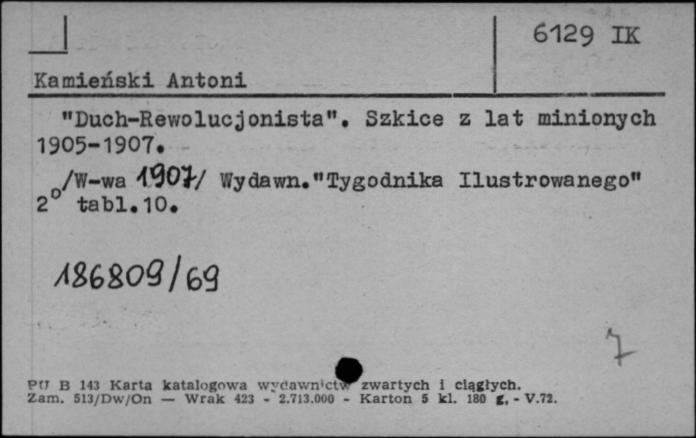 6129 IK
Kamieński Antoni
"Duch-Rewolucjonista". Szkice z lat minionych
1905-1907.
/W-wa 1907/ Wydawn."Tygodnika Ilustrowanego"
2° tabl.10.
186809/69
7
PU B 143 Karta katalogowa wydawnictw zwartych i ciągłych.
Zam. 513/Dw/On — Wrak 423 - 2.713.000 - Karton 5 kl. 180 g. - V.72.